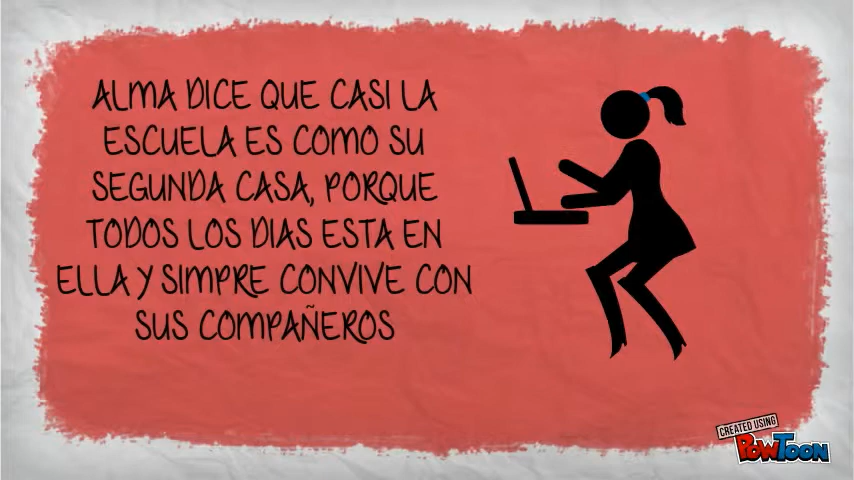 ALMA DICE QUE CASI LA
ESCUELA ES COMO SU
SEGUNDA CASA, PORQUE
TODOS LOS DIAS ESTA EN
ELLA Y SIMPRE CONVIVE CON
SUS COMPAÑEROS
CREATED USING
POWTOON